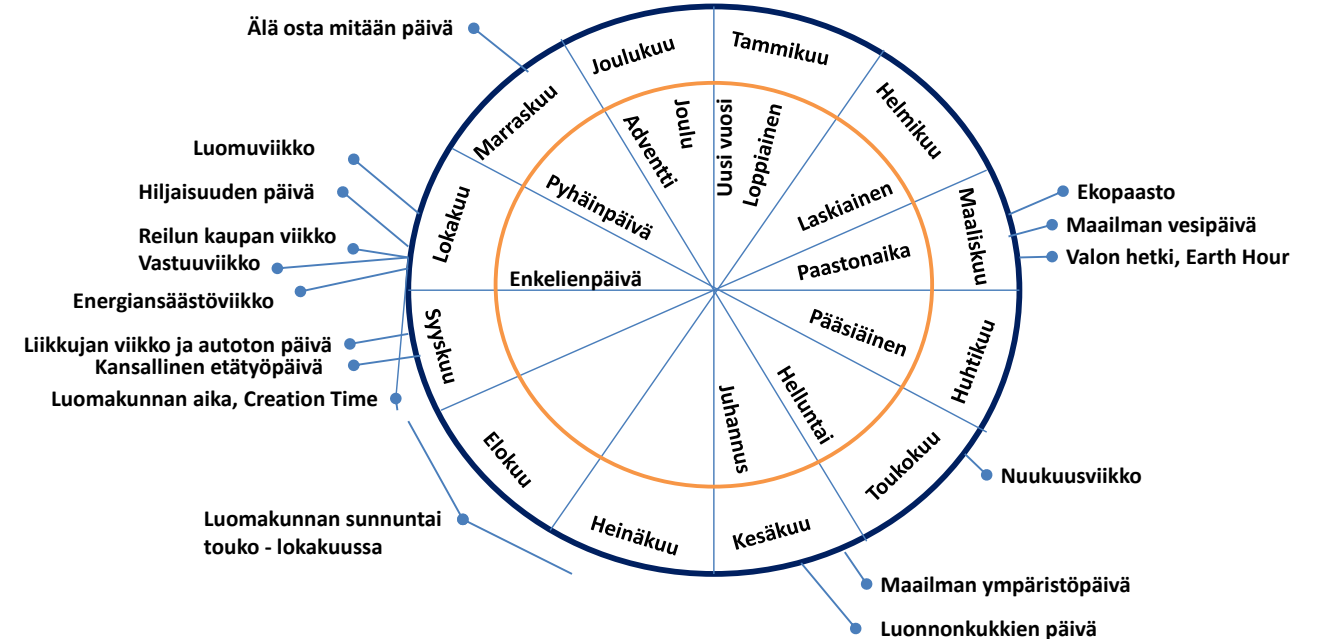 Älä osta mitään päivä
Joulukuu
Tammikuu
Marraskuu
Helmikuu
Adventti
Joulu
Uusi vuosi
Loppiainen
Luomuviikko
Hiljaisuuden päivä
Lokakuu
Pyhäinpäivä
Laskiainen
Maaliskuu
Ekopaasto
Maailman vesipäivä
Valon hetki, Earth Hour
Reilun kaupan viikko
Vastuuviikko
Energiansäästöviikko
Enkelienpäivä
Paastonaika
Syyskuu
Pääsiäinen
Huhtikuu
Liikkujan viikko ja autoton päivä
Kansallinen etätyöpäivä
Luomakunnan aika, Creation Time
Juhannus
Helluntai
Elokuu
Toukokuu
Nuukuusviikko
Heinäkuu
Kesäkuu
Luomakunnan sunnuntai
touko - lokakuussa
Maailman ympäristöpäivä
Luonnonkukkien päivä